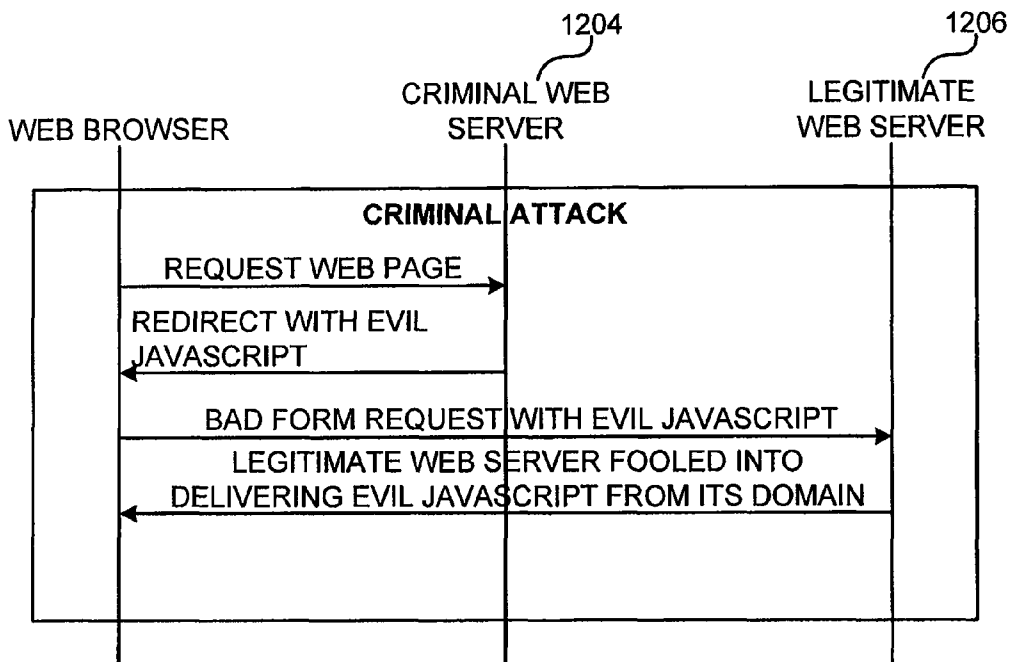 1204
1206
CRIMINAL WEB
SERVER
LEGITIMATE
WEB SERVER
WEB BROWSER
CRIMINAL ATTACK
REQUEST WEB PAGE
REDIRECT WITH EVIL
JAVASCRIPT
BAD FORM REQUEST WITH EVIL JAVASCRIPT
LEGITIMATE WEB SERVER FOOLED INTO
DELIVERING EVIL JAVASCRIPT FROM ITS DOMAIN